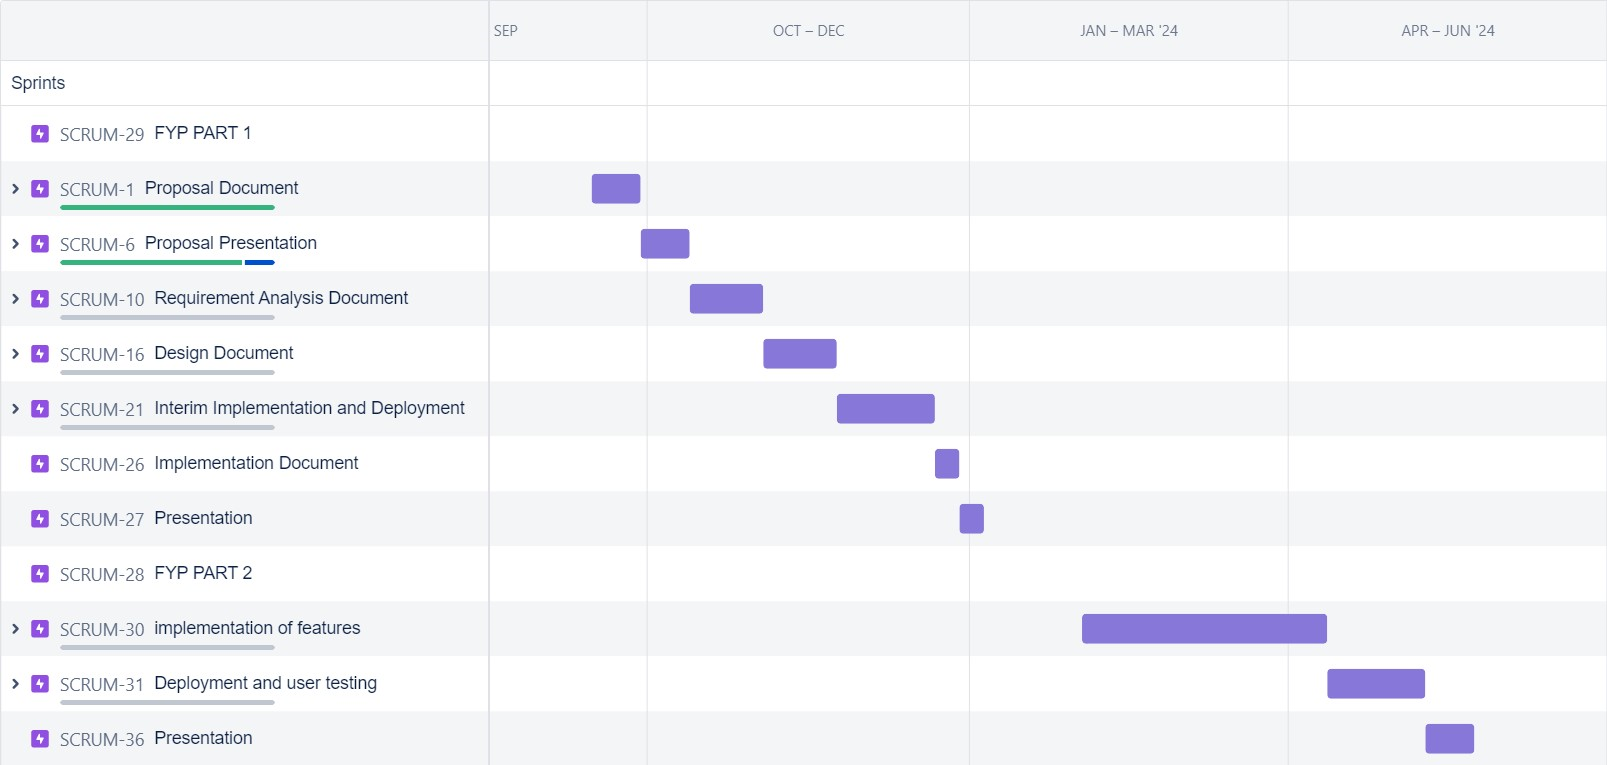 SEP OCT – DEC JAN – MAR '24 APR – JUN '24
Sprints
SCRUM-29 FYP PART 1
SCRUM-1 Proposal Document
SCRUM-6 Proposal Presentation
SCRUM-10 Requirement Analysis Document
SCRUM-16 Design Document
SCRUM-21 Interim Implementation and Deployment
SCRUM-26 Implementation Document
SCRUM-27 Presentation
SCRUM-28 FYP PART 2
SCRUM-30 implementation of features
SCRUM-31 Deployment and user testing
SCRUM-36 Presentation